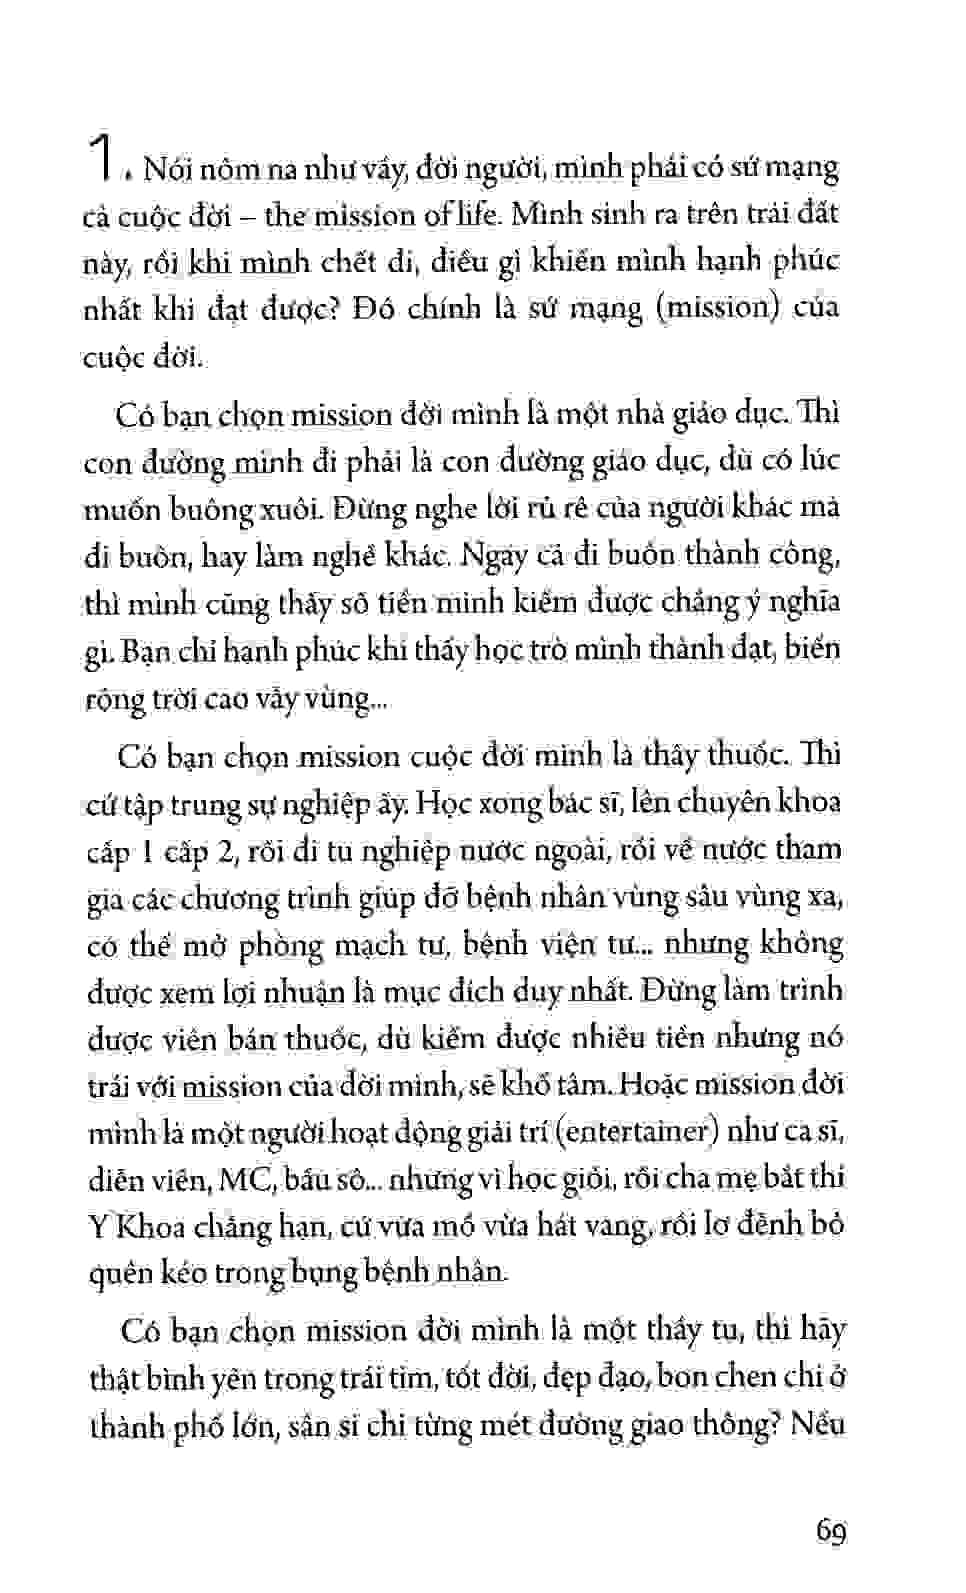 1. Nói nôm na như vầy, đời người, mình phải có sứ mạng
cả cuộc đời – the mission of life. Mình sinh ra trên trái đất
này, rồi khi mình chết đi, điều gì khiến mình hạnh phúc
nhất khi đạt được? Đó chính là sứ mạng (mission) của
cuộc đời.
Có bạn chọn mission đời mình là một nhà giáo dục. Thì
con đường mình đi phải là con đường giáo dục, dù có lúc
muốn buông xuôi. Đừng nghe lời rủ rê của người khác mà
đi buôn, hay làm nghề khác. Ngay cả đi buôn thành công,
thì mình cũng thấy số tiền mình kiếm được chẳng ý nghĩa
gì. Bạn chỉ hạnh phúc khi thấy học trò mình thành đạt, biển
rộng trời cao vẫy vùng...
Có bạn chọn mission cuộc đời mình là thầy thuốc. Thì
cứ tập trung sự nghiệp ấy. Học xong bác sĩ, lên chuyên khoa
cấp 1 cấp 2, rồi đi tu nghiệp nước ngoài, rồi về nước tham
gia các chương trình giúp đỡ bệnh nhân vùng sâu vùng xa,
có thể mở phòng mạch tư, bệnh viện tư... nhưng không
được xem lợi nhuận là mục đích duy nhất. Đừng làm trình
dược viên bán thuốc, dù kiếm được nhiều tiền nhưng nó
trái với mission của đời mình, sẽ khổ tâm. Hoặc mission đời
mình là một người hoạt động giải trí (entertainer) như ca sĩ,
diễn viên, MC, bầu sô... nhưng vì học giỏi, rồi cha mẹ bắt thi
Y Khoa chẳng hạn, cứ vừa mổ vừa hát vang, rồi lơ đễnh bỏ
quên kéo trong bụng bệnh nhân.
Có bạn chọn mission đời mình là một thầy tu, thì hãy
thật bình yên trong trái tim, tốt đời, đẹp đạo, bon chen chi ở
thành phố lớn, sân si chi từng mét đường giao thông? Nếu
69